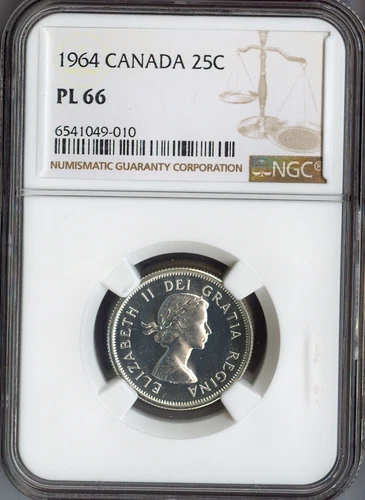 1964 CANADA 25C
PL 66
6541049-010
NUMISMATIC GUARANTY CORPORATION
NGC®
ELIZABETH II DEI GRATIA REGINA